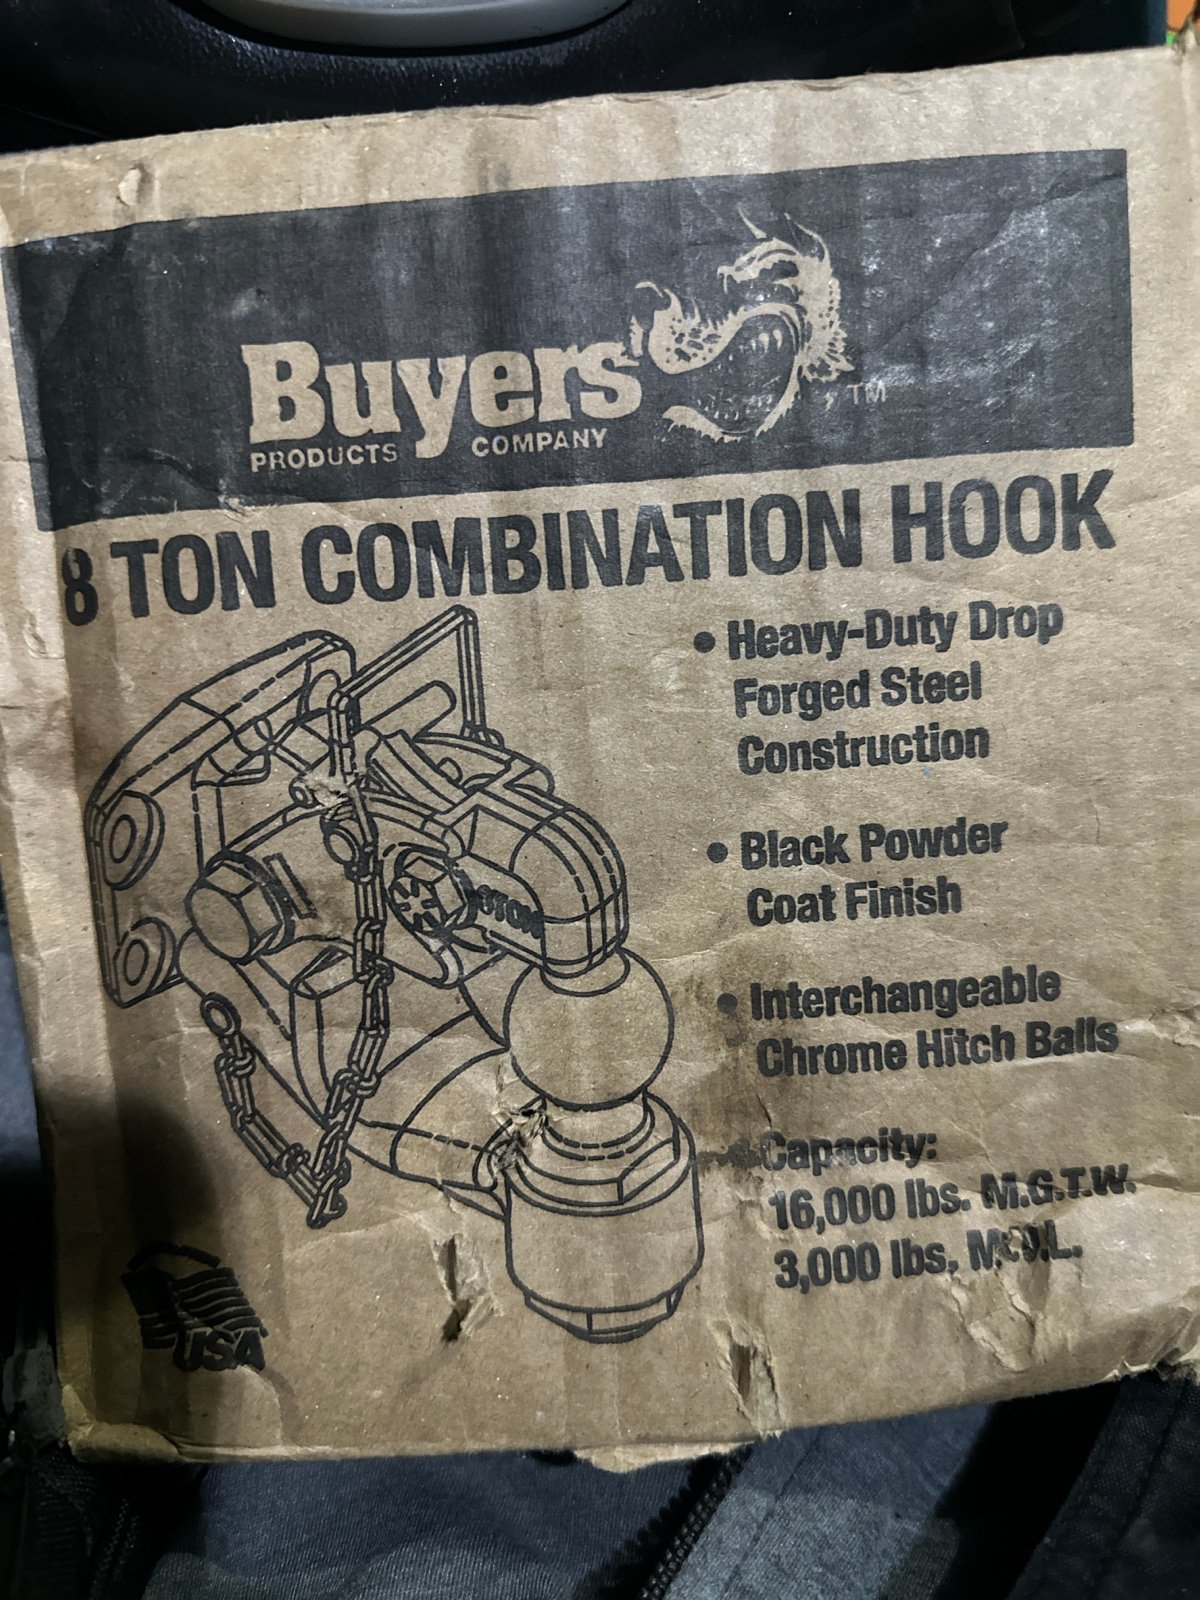 Buyers
PRODUCTS COMPANY
TM
8 TON COMBINATION HOOK
• Heavy-Duty Drop
Forged Steel
Construction
• Black Powder
Coat Finish
• Interchangeable
Chrome Hitch Balls
• Capacity:
16,000 lbs. M.G.T.W.
3,000 lbs, M.V.L.
USA